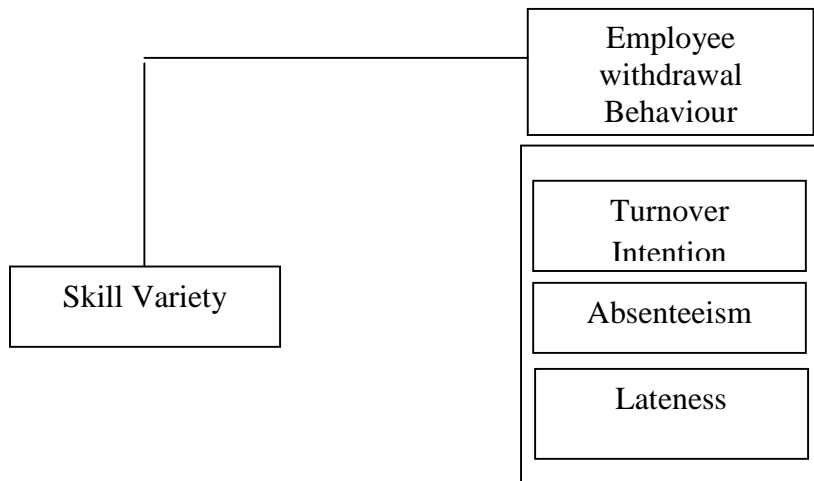 Employee
withdrawal
Behaviour
Turnover
Intention
Skill Variety
Absenteeism
Lateness